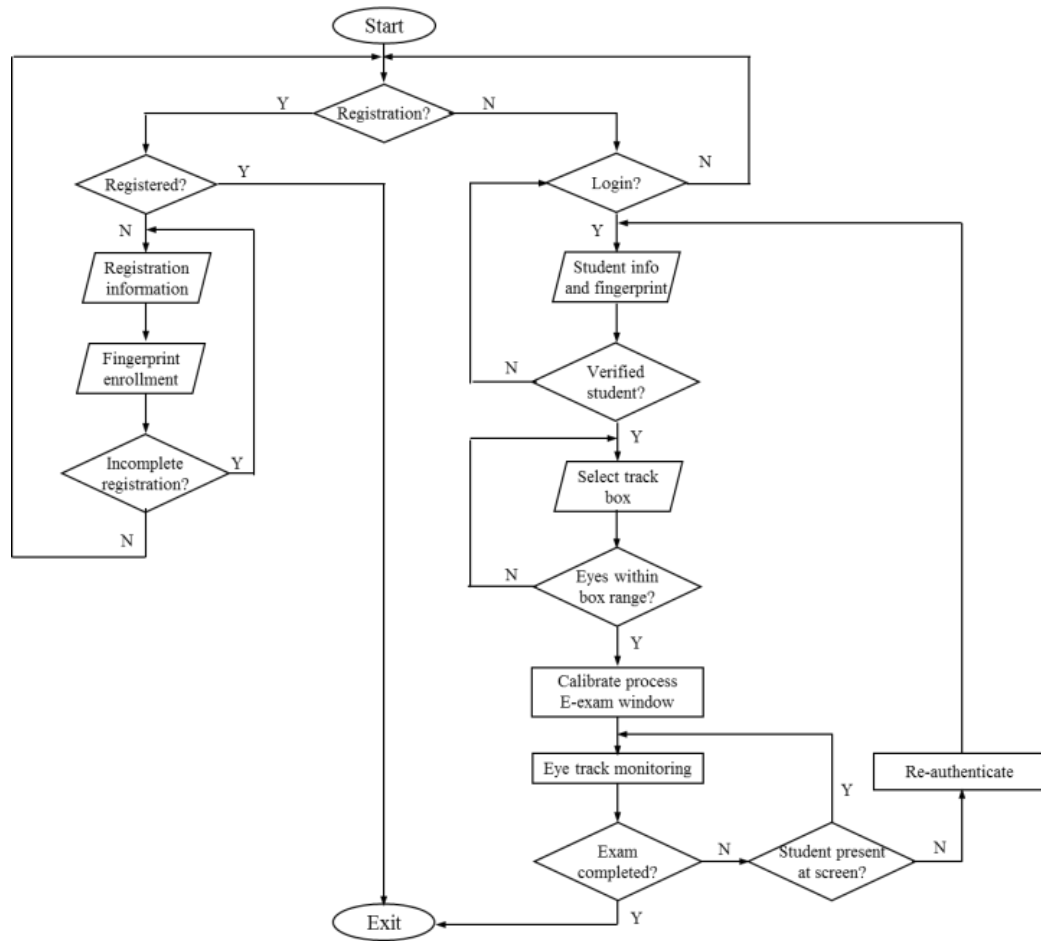 Start
Registration?
Y
N
Registered?
Y
Login?
N
N
Y
Registration
information
Student info
and fingerprint
Fingerprint
enrollment
Verified
student?
N
Y
Incomplete
registration?
Y
N
Select track
box
Eyes within
box range?
N
Y
Calibrate process
E-exam window
Eye track monitoring
Re-authenticate
Y
Exam
completed?
N
Student present
at screen?
N
Y
Exit